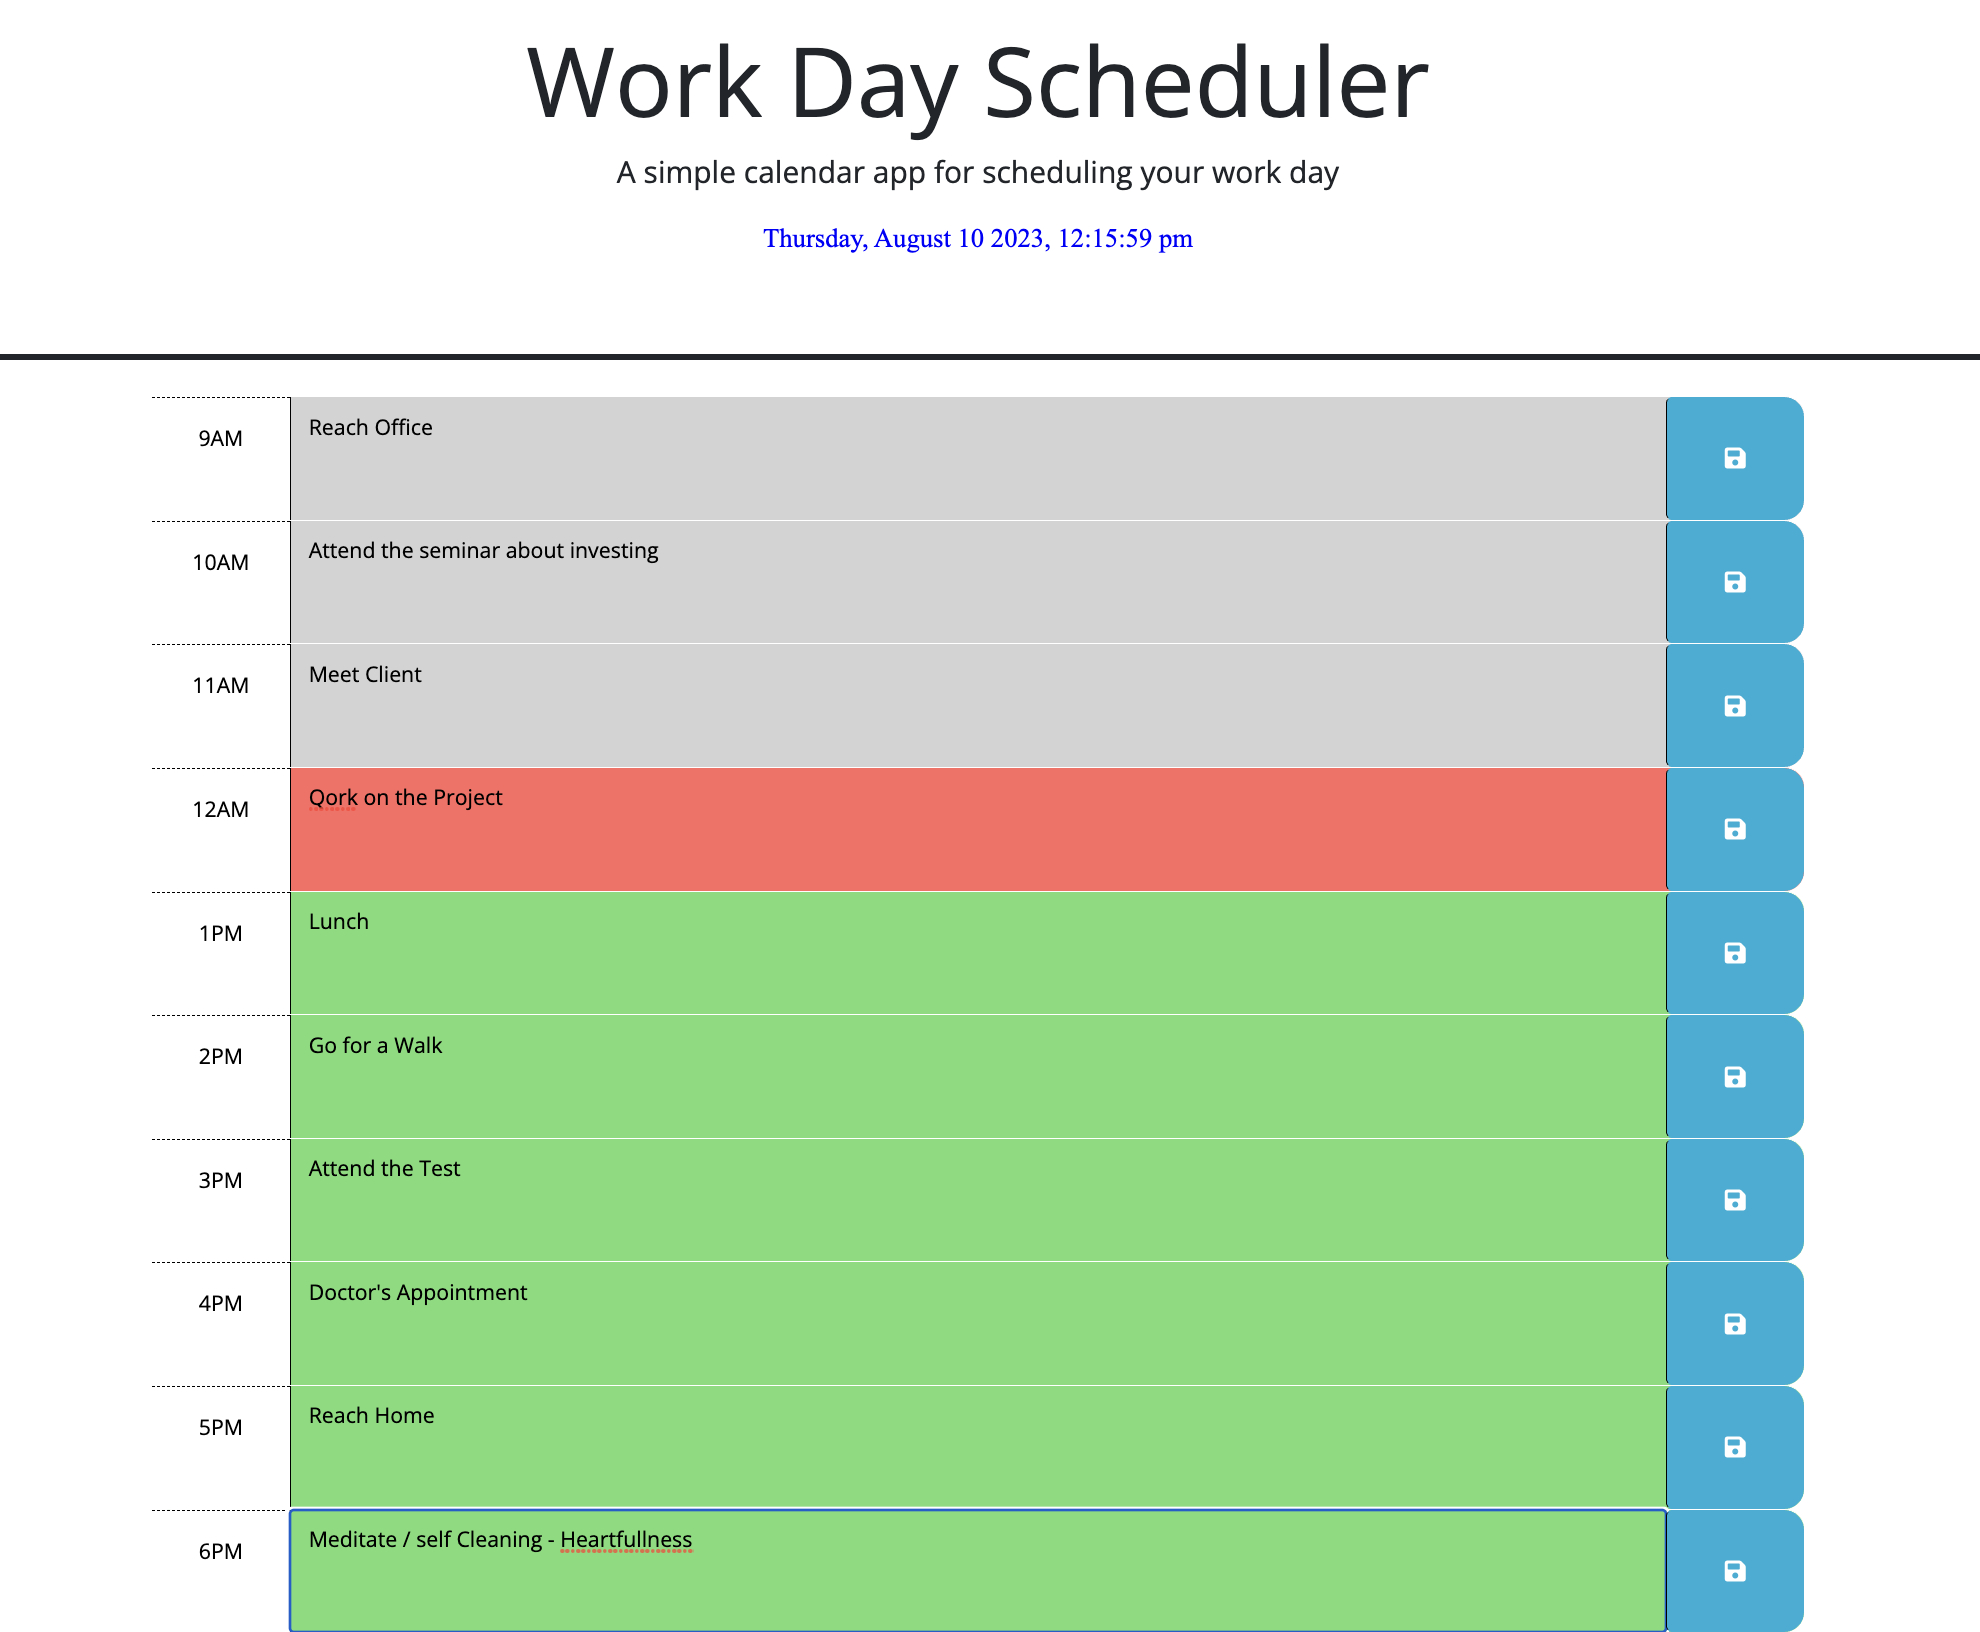 Work Day Scheduler
A simple calendar app for scheduling your work day
Thursday, August 10 2023, 12:15:59 pm
9AM Reach Office
10AM Attend the seminar about investing
11AM Meet Client
12AM Qork on the Project
1PM Lunch
2PM Go for a Walk
3PM Attend the Test
4PM Doctor's Appointment
5PM Reach Home
6PM Meditate / self Cleaning - Heartfullness